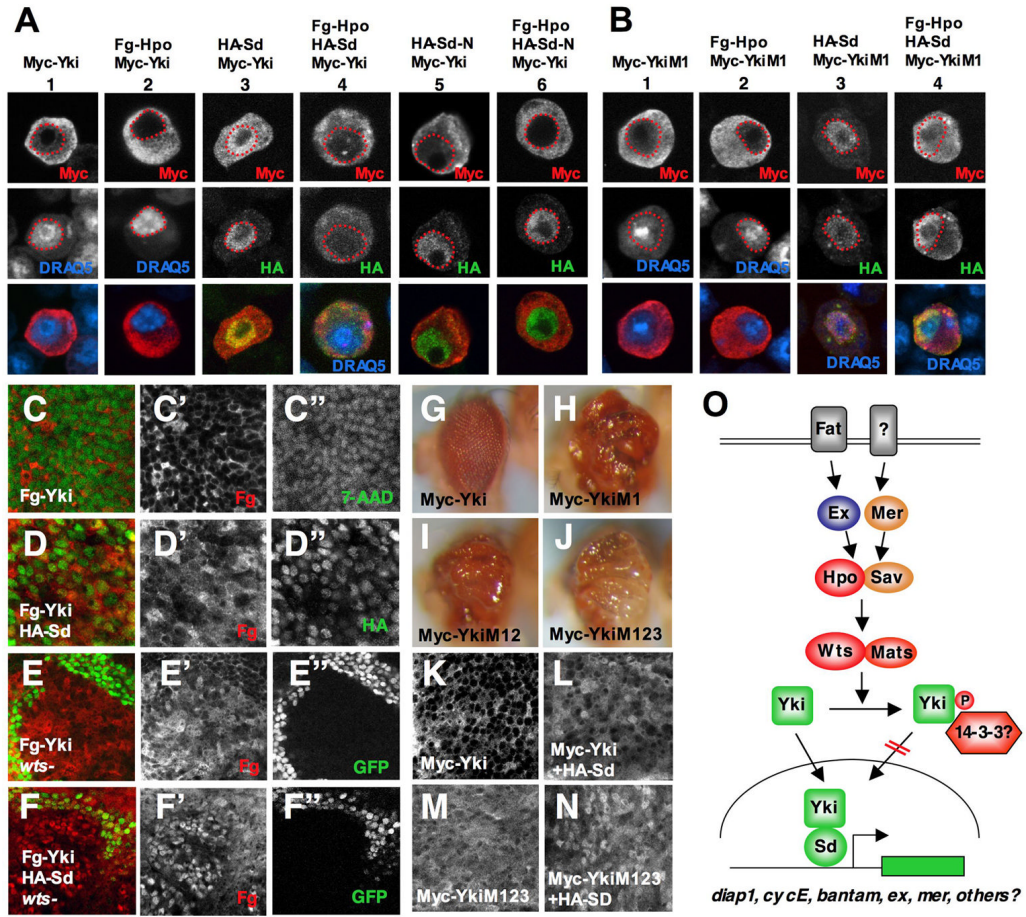 A
Myc-Yki
1
Fg-Hpo
Myc-Yki
2
HA-Sd
Myc-Yki
3
Fg-Hpo
HA-Sd
Myc-Yki
4
HA-Sd-N
Myc-Yki
5
Fg-Hpo
HA-Sd-N
Myc-Yki
6
Myc
Myc
Myc
Myc
Myc
Myc
DRAQ5
DRAQ5
HA
HA
HA
HA
DRAQ5
B
Myc-YkiM1
1
Fg-Hpo
Myc-YkiM1
2
HA-Sd
Myc-YkiM1
3
Fg-Hpo
HA-Sd
Myc-YkiM1
4
Myc
Myc
Myc
Myc
DRAQ5
DRAQ5
HA
HA
DRAQ5
DRAQ5
C
Fg-Yki
C'
Fg
C"
7-AAD
D
Fg-Yki
HA-Sd
D'
Fg
D"
HA
E
Fg-Yki
wts-
E'
Fg
E"
GFP
F
Fg-Yki
HA-Sd
wts-
F'
Fg
F"
GFP
G
Myc-Yki
H
Myc-YkiM1
I
Myc-YkiM12
J
Myc-YkiM123
K
Myc-Yki
L
Myc-Yki
+HA-Sd
M
Myc-YkiM123
N
Myc-YkiM123
+HA-SD
O
Fat
?
Ex
Mer
Hpo
Sav
Wts
Mats
Yki
Yki
P
14-3-3?
Yki
Sd
diap1, cycE, bantam, ex, mer, others?